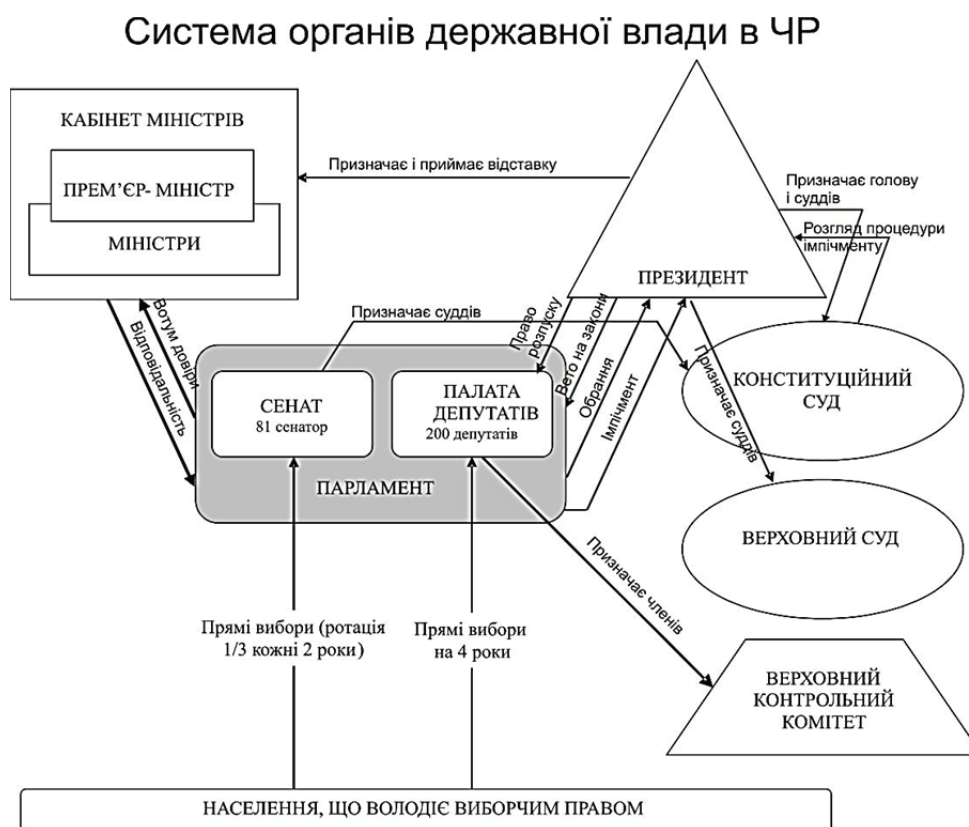 Система органів державної влади в ЧР
КАБІНЕТ МІНІСТРІВ
ПРЕМ’ЄР- МІНІСТР
МІНІСТРИ
Призначає і приймає відставку
Призначає голову
і суддів
Розгляд процедури
імпічменту
ПРЕЗИДЕНТ
Вотум довіри
Відповідальність
Призначає суддів
Право
розпуску
Вето на закони
Обрання
Імпічмент
Призначає суддів
СЕНАТ
81 сенатор
ПАЛАТА
ДЕПУТАТІВ
200 депутатів
ПАРЛАМЕНТ
КОНСТИТУЦІЙНИЙ
СУД
ВЕРХОВНИЙ СУД
Призначає членів
Прямі вибори (ротація
1/3 кожні 2 роки)
Прямі вибори
на 4 роки
ВЕРХОВНИЙ
КОНТРОЛЬНИЙ
КОМІТЕТ
НАСЕЛЕННЯ, ЩО ВОЛОДІЄ ВИБОРЧИМ ПРАВОМ